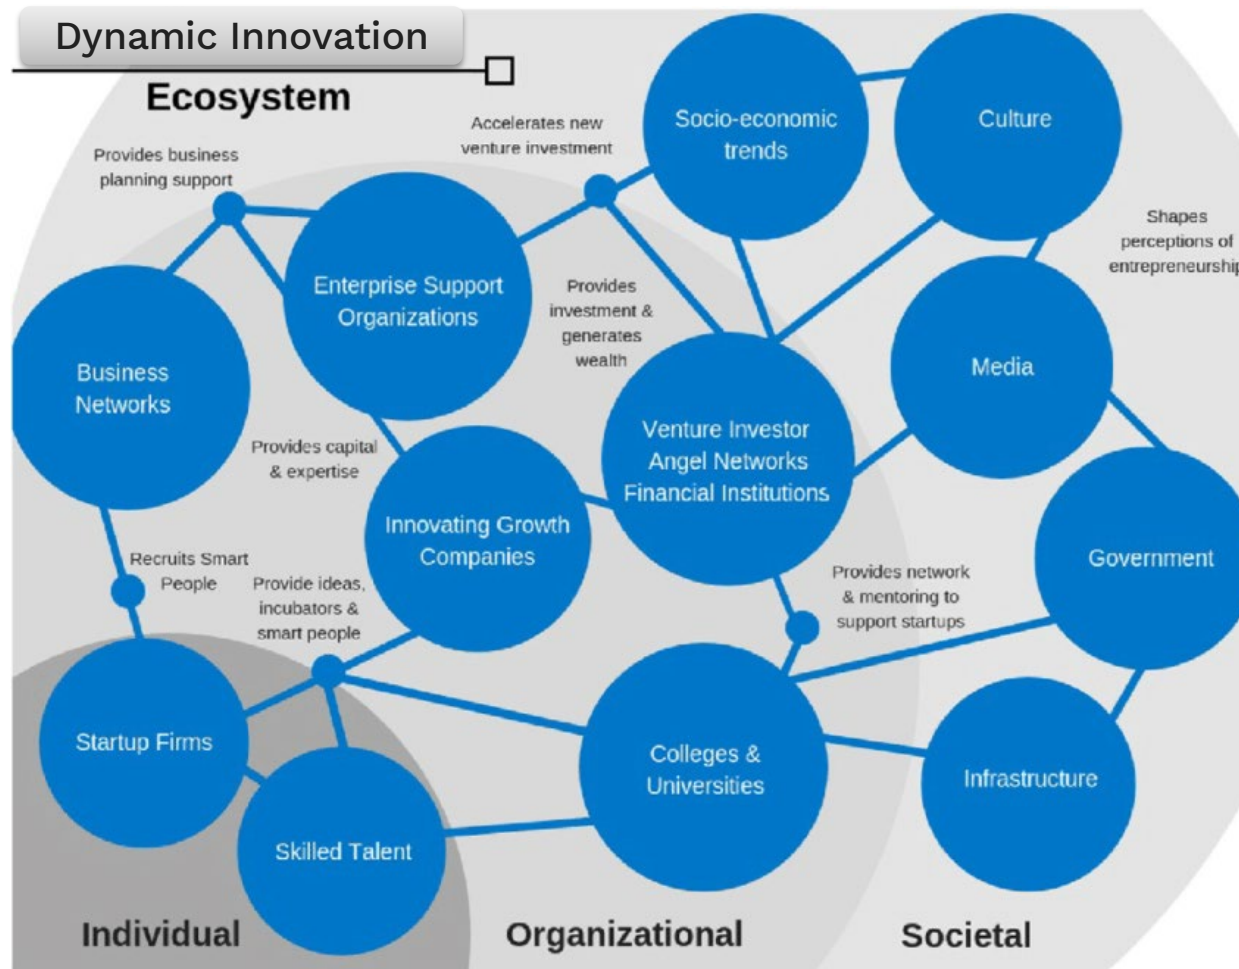 Dynamic Innovation
Ecosystem
Accelerates new
venture investment
Socio-economic
trends
Culture
Provides business
planning support
Shapes
perceptions of
entrepreneurship
Enterprise Support
Organizations
Provides
investment &
generates
wealth
Business
Networks
Media
Venture Investor
Angel Networks
Financial Institutions
Provides capital
& expertise
Innovating Growth
Companies
Government
Recruits Smart
People
Provide ideas,
incubators &
smart people
Provides network
& mentoring to
support startups
Startup Firms
Colleges &
Universities
Infrastructure
Skilled Talent
Individual
Organizational
Societal